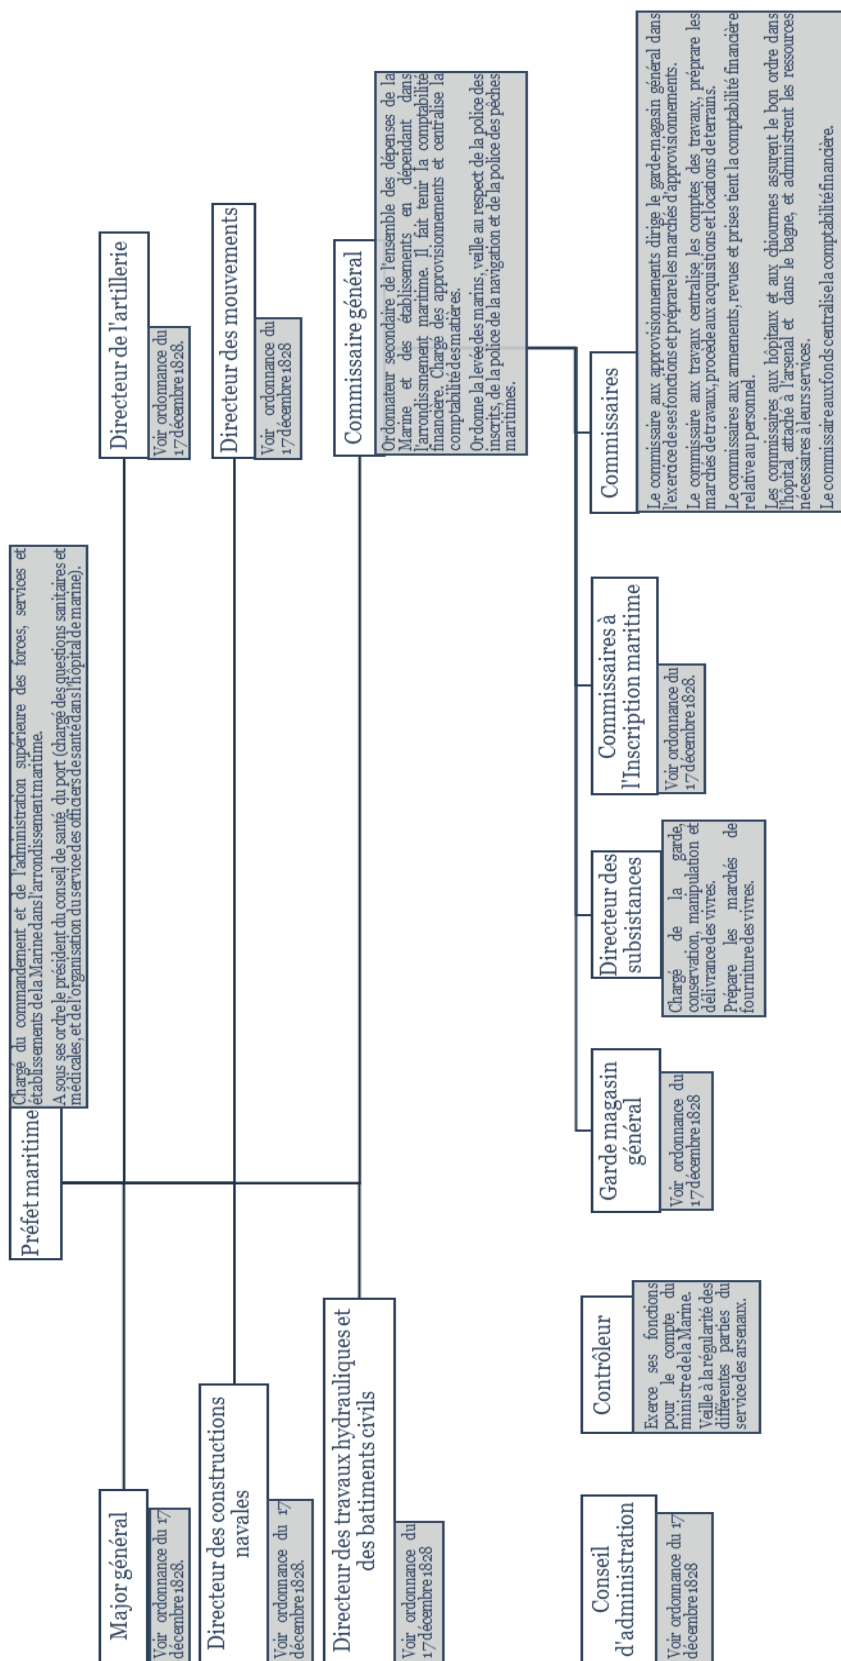 Préfet maritime
Chargé du commandement et de l'administration supérieure des forces, services et
établissements de la Marine dans l'arrondissement maritime.
A sous ses ordre le président du conseil de santé du port (chargé des questions sanitaires et
médicales, et de l'organisation du service des officiers de santé dans l'hôpital de marine).
Major général
Voir ordonnance du 17
décembre 1828.
Directeur de l'artillerie
Voir ordonnance du
17 décembre 1828.
Directeur des constructions
navales
Voir ordonnance du 17
décembre 1828.
Directeur des mouvements
Voir ordonnance du
17 décembre 1828
Directeur des travaux hydrauliques et
des batiments civils
Voir ordonnance du
17 décembre 1828
Commissaire général
Ordonnateur secondaire de l'ensemble des dépenses de la
Marine et des établissements en dépendant dans
l'arrondissment maritime. Il fait tenir la comptabilité
financière. Chargé des approvisionnements et centralise la
comptabilité des matières.
Ordonne la levée des marins, veille au respect de la police des
inscrits, de la police de la navigation et de la police des pêches
maritimes.
Conseil
d'administration
Voir ordonnance du 17
décembre 1828
Contrôleur
Exerce ses fonctions
pour le compte du
ministre de la Marine.
Veille à la régularité des
différentes parties du
service des arsenaux.
Garde magasin
général
Voir ordonnance du
17 décembre 1828
Directeur des
subsistances
Chargé de la garde,
conservation, manipulation et
délivrance des vivres.
Prépare les marchés de
fourniture des vivres.
Commissaires à
l'Inscription maritime
Voir ordonnance du
17 décembre 1828.
Commissaires
Le commissaire aux approvisionnements dirige le garde-magasin général dans
l'exercice de ses fonctions et préprare les marchés d'approvisionnements.
Le commissaire aux travaux centralise les comptes des travaux, préprare les
marchés de travaux, procède aux acquisitions et locations de terrains.
Le commissaires aux armements, revues et prises tient la comptabilité financière
relative au personnel.
Les commissaires aux hôpitaux et aux chiourmes assurent le bon ordre dans
l'hôpital attaché à l'arsenal et dans le bagne, et administrent les ressources
nécessaires à leurs services.
Le commissaire aux fonds centralise la comptabilité financière.